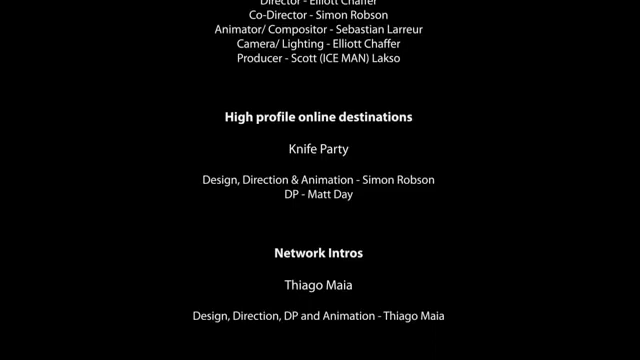 Director - Elliott Chaffer
Co-Director - Simon Robson
Animator/ Compositor - Sebastian Larreur
Camera/ Lighting - Elliott Chaffer
Producer - Scott (ICE MAN) Lakso
High profile online destinations
Knife Party
Design, Direction & Animation - Simon Robson
DP - Matt Day
Network Intros
Thiago Maia
Design, Direction, DP and Animation - Thiago Maia